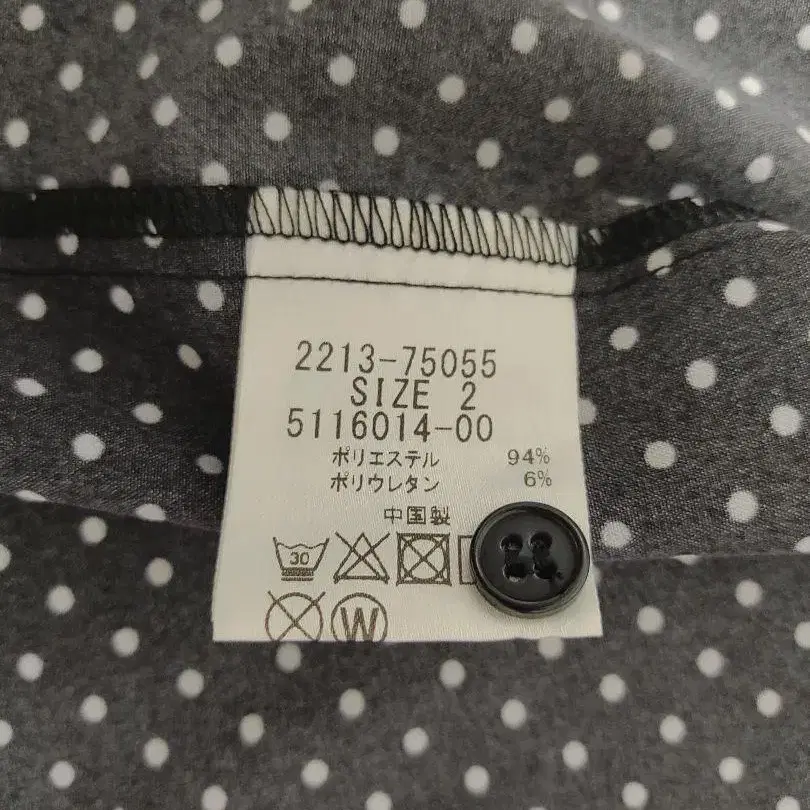 2213-75055
SIZE 2
5116014-00
ポリエステル 94%
ポリウレタン 6%
中国製
30
W